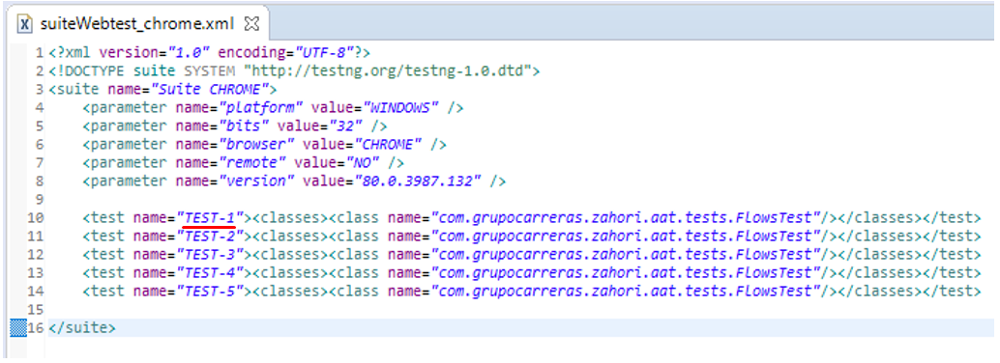 suiteWebtest_chrome.xml
1 <?xml version="1.0" encoding="UTF-8"?>
2 <!DOCTYPE suite SYSTEM "http://testng.org/testng-1.0.dtd">
3 <suite name="Suite CHROME">
4     <parameter name="platform" value="WINDOWS" />
5     <parameter name="bits" value="32" />
6     <parameter name="browser" value="CHROME" />
7     <parameter name="remote" value="NO" />
8     <parameter name="version" value="80.0.3987.132" />
9
10     <test name="TEST-1"><classes><class name="com.grupocarreras.zahori.aat.tests.FlowsTest"/></classes></test>
11     <test name="TEST-2"><classes><class name="com.grupocarreras.zahori.aat.tests.FlowsTest"/></classes></test>
12     <test name="TEST-3"><classes><class name="com.grupocarreras.zahori.aat.tests.FlowsTest"/></classes></test>
13     <test name="TEST-4"><classes><class name="com.grupocarreras.zahori.aat.tests.FlowsTest"/></classes></test>
14     <test name="TEST-5"><classes><class name="com.grupocarreras.zahori.aat.tests.FlowsTest"/></classes></test>
15
16 </suite>